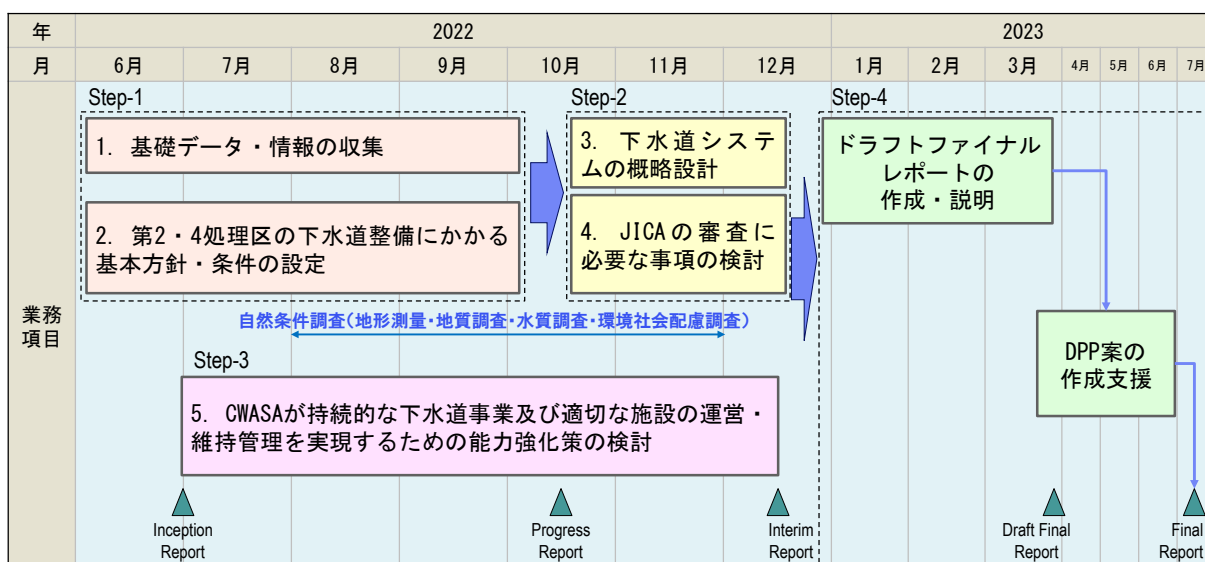 年
2022
2023
月
6月
7月
8月
9月
10月
11月
12月
1月
2月
3月
4月
5月
6月
7月
業務
項目
Step-1
1. 基礎データ・情報の収集
2. 第2・4処理区の下水道整備にかかる
基本方針・条件の設定
Step-2
3. 下水道システ
ムの概略設計
4. JICAの審査に
必要な事項の検討
Step-4
ドラフトファイナル
レポートの
作成・説明
自然条件調査(地形測量・地質調査・水質調査・環境社会配慮調査)
DPP案の
作成支援
Step-3
5. CWASAが持続的な下水道事業及び適切な施設の運営・
維持管理を実現するための能力強化策の検討
Inception
Report
Progress
Report
Interim
Report
Draft Final
Report
Final
Report